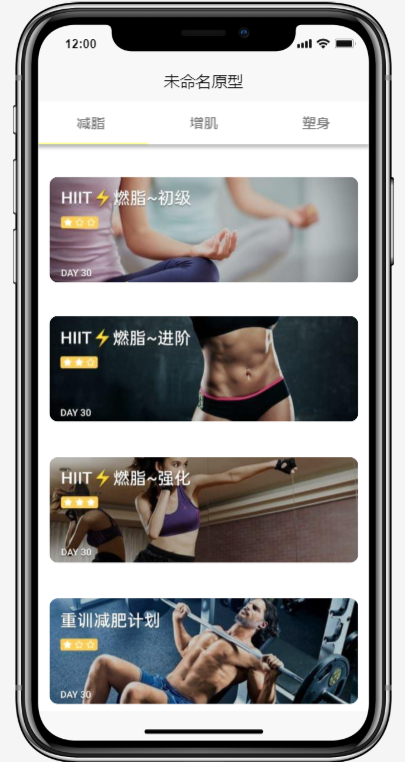 12:00
未命名原型
减脂 增肌 塑身
HIIT⚡燃脂~初级
DAY 30
HIIT⚡燃脂~进阶
DAY 30
HIIT⚡燃脂~强化
DAY 30
重训减肥计划
DAY 30